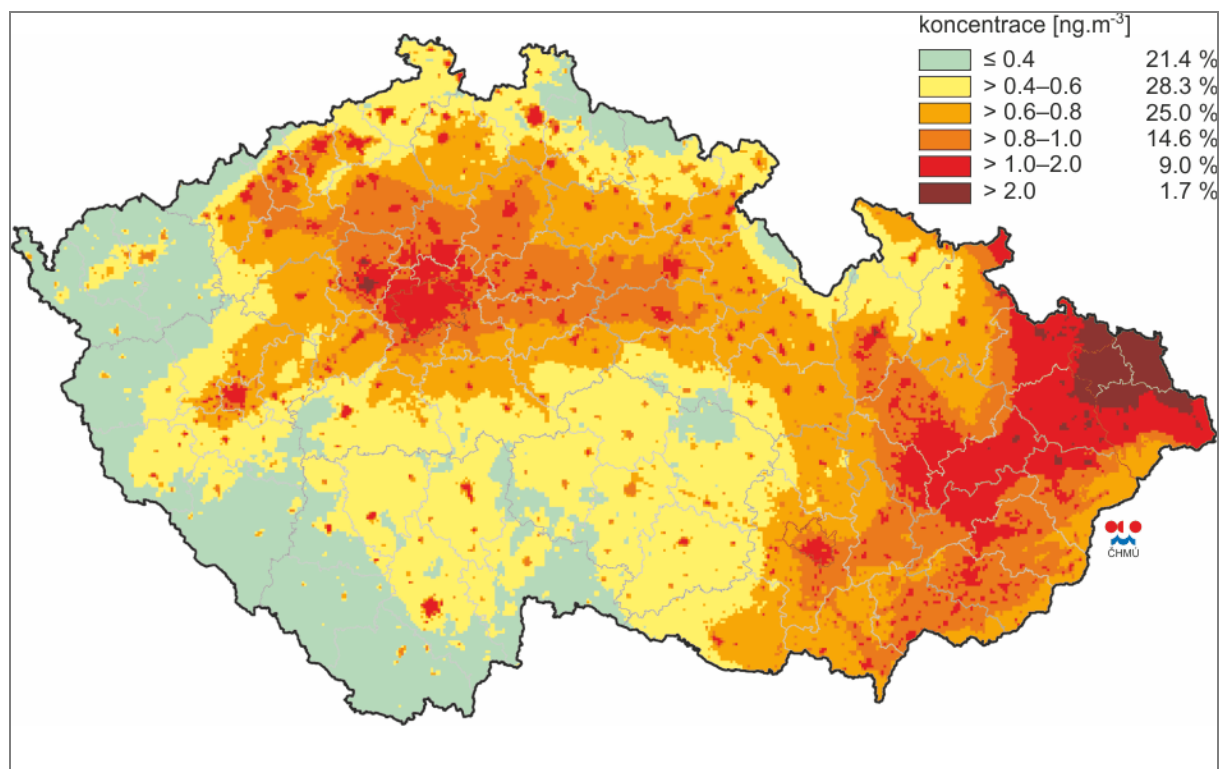 koncentrace [ng.m-3]
≤ 0.4 21.4 %
> 0.4–0.6 28.3 %
> 0.6–0.8 25.0 %
> 0.8–1.0 14.6 %
> 1.0–2.0 9.0 %
> 2.0 1.7 %
ČHMÚ